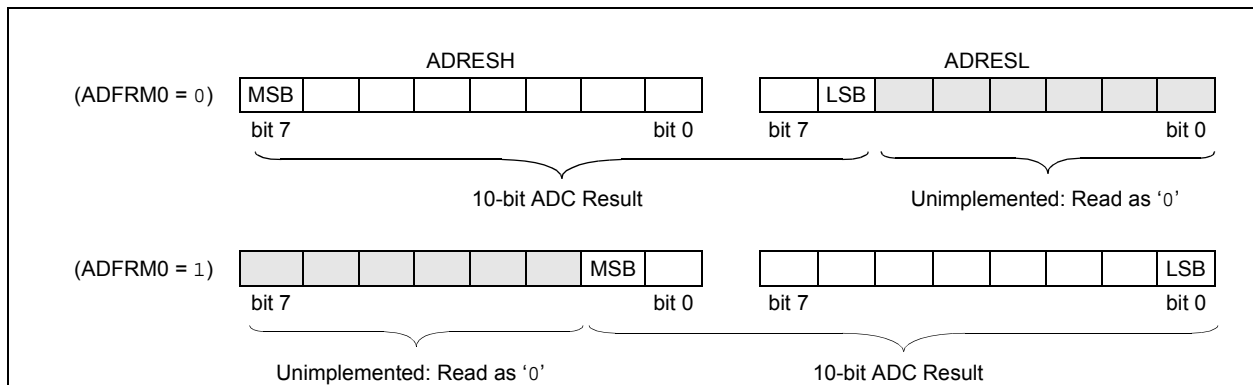 ADRESH ADRESL
(ADFRM0 = 0) MSB LSB
bit 7 bit 0 bit 7 bit 0
10-bit ADC Result Unimplemented: Read as ‘0’
(ADFRM0 = 1) MSB LSB
bit 7 bit 0 bit 7 bit 0
Unimplemented: Read as ‘0’ 10-bit ADC Result